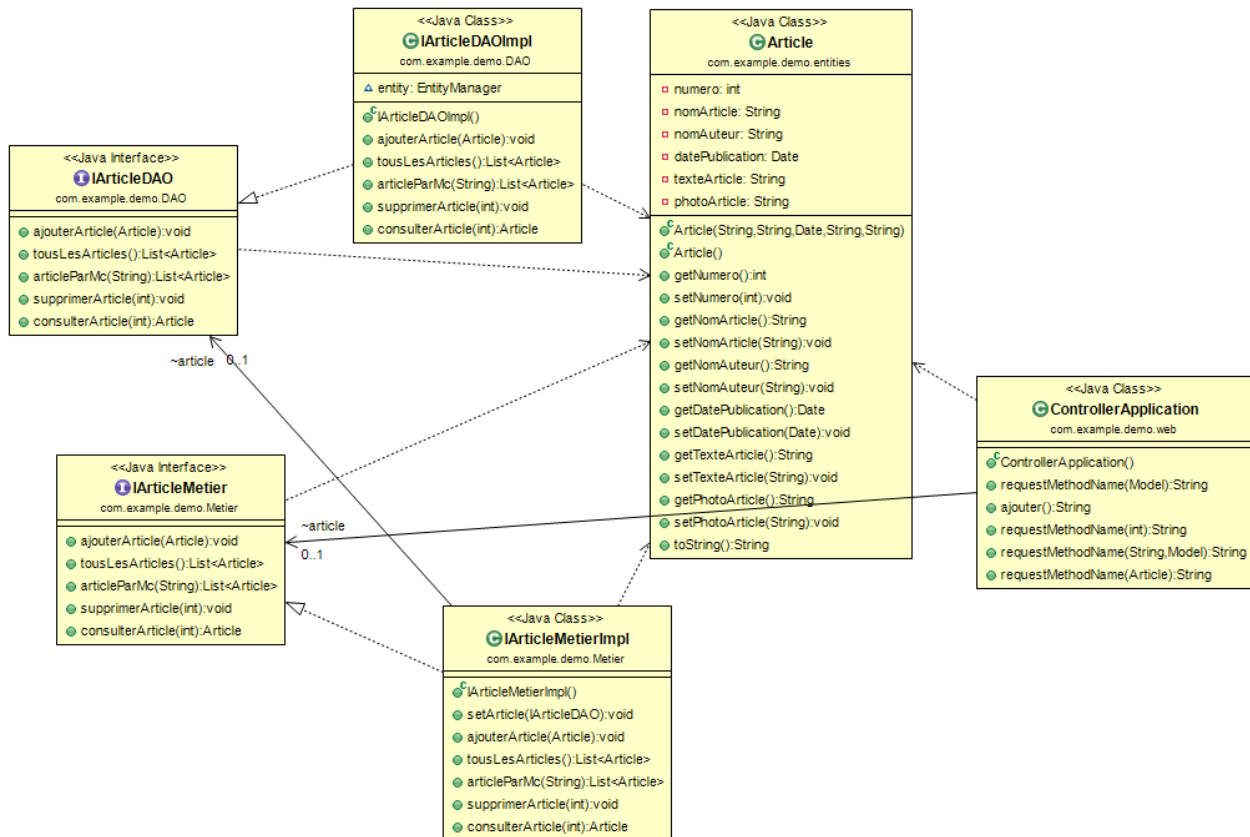 <<Java Class>>
IArticleDAOImpl
com.example.demo.DAO
entity: EntityManager
IArticleDAOImpl()
ajouterArticle(Article):void
tousLesArticles():List<Article>
articleParMc(String):List<Article>
supprimerArticle(int):void
consulterArticle(int):Article
<<Java Class>>
Article
com.example.demo.entities
numero: int
nomArticle: String
nomAuteur: String
datePublication: Date
texteArticle: String
photoArticle: String
Article(String,String,Date,String,String)
Article()
getNumero():int
setNumero(int):void
getNomArticle():String
setNomArticle(String):void
getNomAuteur():String
setNomAuteur(String):void
getDatePublication():Date
setDatePublication(Date):void
getTexteArticle():String
setTexteArticle(String):void
getPhotoArticle():String
setPhotoArticle(String):void
toString():String
<<Java Interface>>
IArticleDAO
com.example.demo.DAO
ajouterArticle(Article):void
tousLesArticles():List<Article>
articleParMc(String):List<Article>
supprimerArticle(int):void
consulterArticle(int):Article
~article 0..1
<<Java Class>>
ControllerApplication
com.example.demo.web
ControllerApplication()
requestMethodName(Model):String
ajouter():String
requestMethodName(int):String
requestMethodName(String,Model):String
requestMethodName(Article):String
<<Java Interface>>
IArticleMetier
com.example.demo.Metier
ajouterArticle(Article):void
tousLesArticles():List<Article>
articleParMc(String):List<Article>
supprimerArticle(int):void
consulterArticle(int):Article
~article
0..1
<<Java Class>>
IArticleMetierImpl
com.example.demo.Metier
IArticleMetierImpl()
setArticle(IArticleDAO):void
ajouterArticle(Article):void
tousLesArticles():List<Article>
articleParMc(String):List<Article>
supprimerArticle(int):void
consulterArticle(int):Article